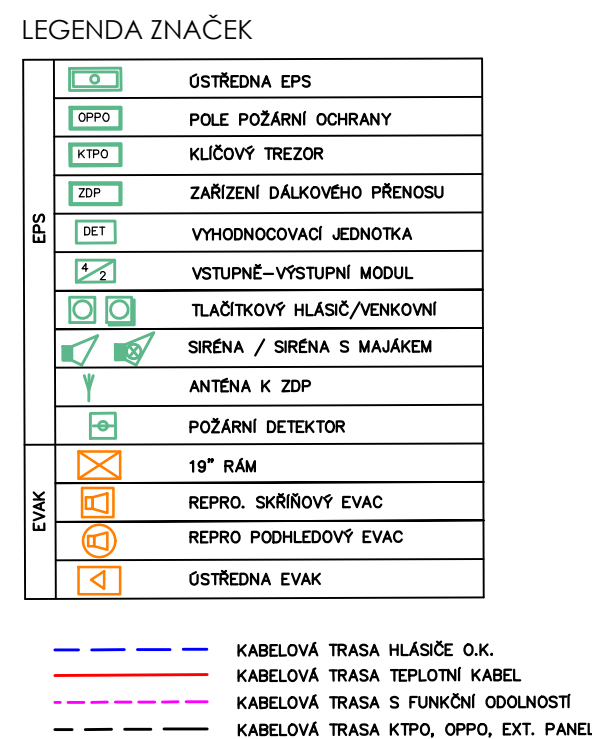 LEGENDA ZNAČEK
EPS
ÚSTŘEDNA EPS
OPPO POLE POŽÁRNÍ OCHRANY
KTPO KLÍČOVÝ TREZOR
ZDP ZAŘÍZENÍ DÁLKOVÉHO PŘENOSU
DET VYHODNOCOVACÍ JEDNOTKA
4/2 VSTUPNĚ–VÝSTUPNÍ MODUL
TLAČÍTKOVÝ HLÁSIČ/VENKOVNÍ
SIRÉNA / SIRÉNA S MAJÁKEM
ANTÉNA K ZDP
POŽÁRNÍ DETEKTOR
EVAK
19" RÁM
REPRO. SKŘÍŇOVÝ EVAC
REPRO PODHLEDOVÝ EVAC
ÚSTŘEDNA EVAK
KABELOVÁ TRASA HLÁSIČE O.K.
KABELOVÁ TRASA TEPLOTNÍ KABEL
KABELOVÁ TRASA S FUNKČNÍ ODOLNOSTÍ
KABELOVÁ TRASA KTPO, OPPO, EXT. PANEL